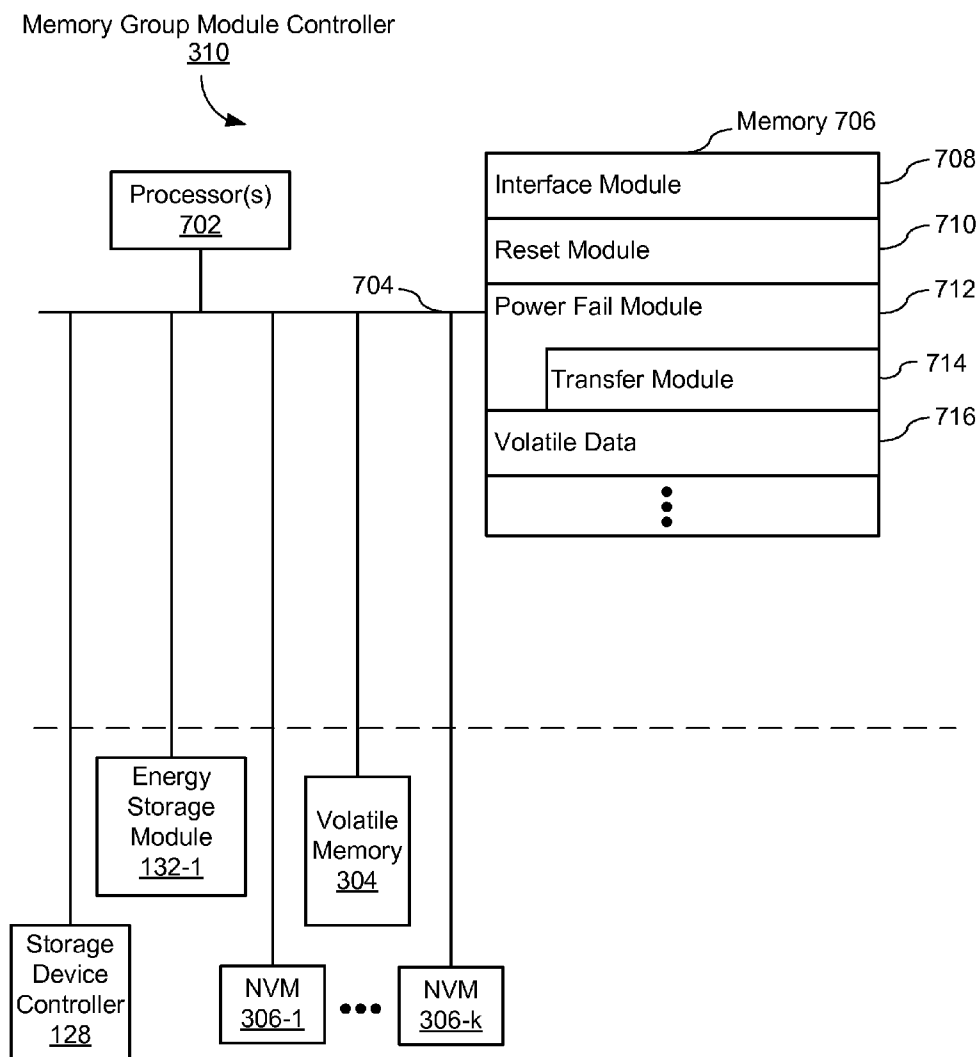 Memory Group Module Controller
310
Memory 706
708
Interface Module
Processor(s)
702
710
Reset Module
704
712
Power Fail Module
714
Transfer Module
716
Volatile Data
Energy
Storage
Module
132-1
Volatile
Memory
304
Storage
Device
Controller
128
NVM
306-1
NVM
306-k